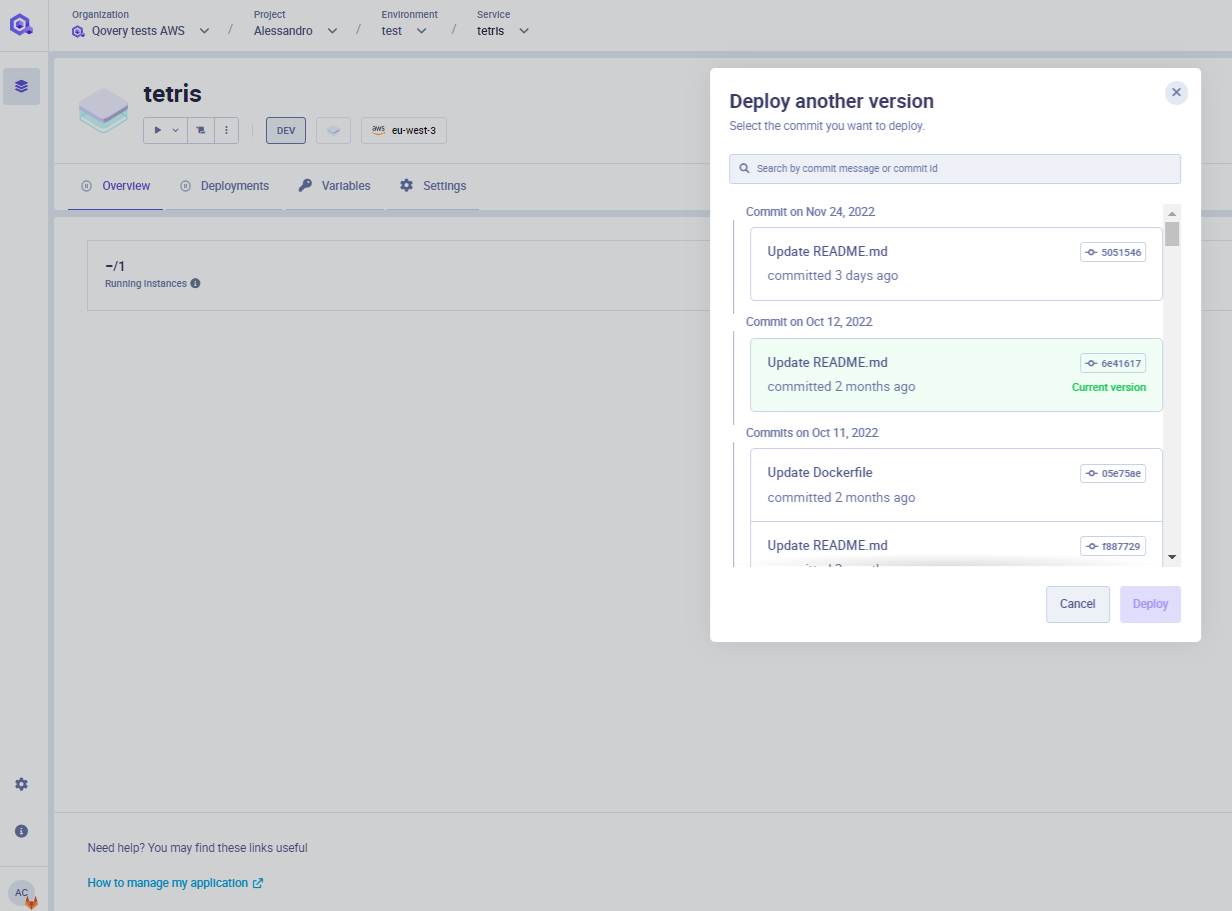 Organization
Qovery tests AWS
/
Project
Alessandro
/
Environment
test
/
Service
tetris
tetris
DEV
aws eu-west-3
Overview
Deployments
Variables
Settings
–/1
Running instances
Need help? You may find these links useful
How to manage my application
AC
Deploy another version
Select the commit you want to deploy.
Search by commit message or commit id
Commit on Nov 24, 2022
Update README.md 5051546
committed 3 days ago
Commit on Oct 12, 2022
Update README.md 6e41617
committed 2 months ago Current version
Commits on Oct 11, 2022
Update Dockerfile 05e75ae
committed 2 months ago
Update README.md f887729
Cancel
Deploy